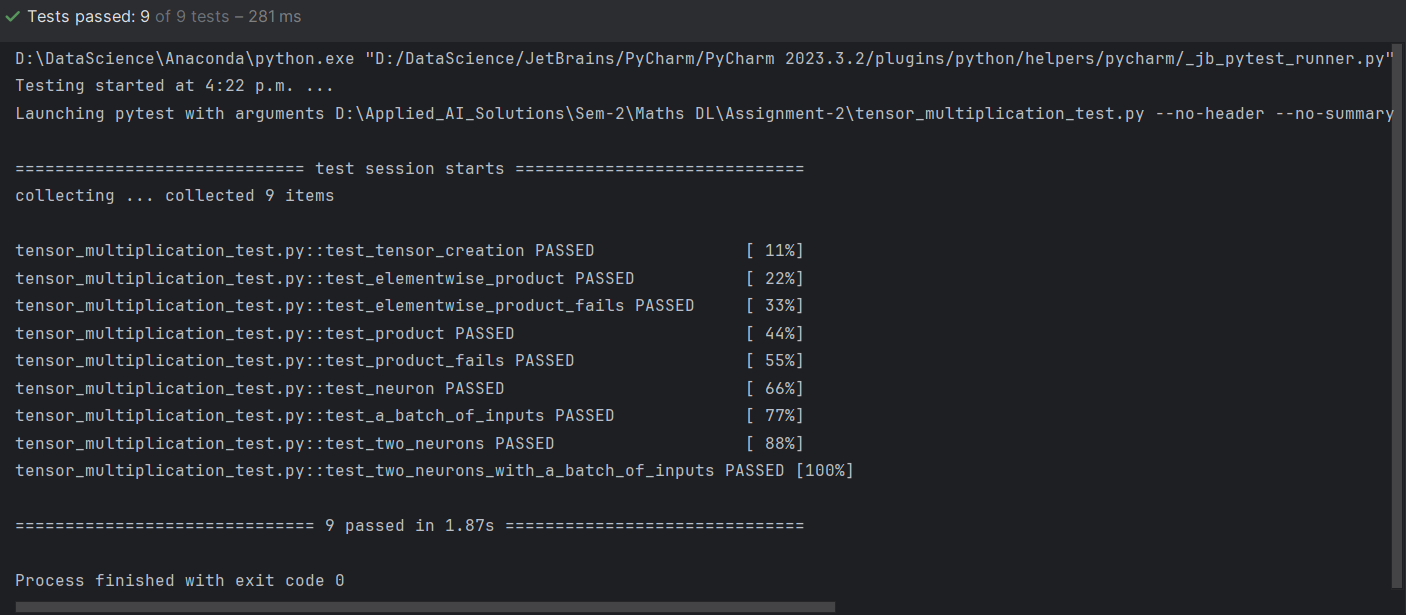 Tests passed: 9 of 9 tests – 281 ms
D:\DataScience\Anaconda\python.exe "D:/DataScience/JetBrains/PyCharm/PyCharm 2023.3.2/plugins/python/helpers/pycharm/_jb_pytest_runner.py"
Testing started at 4:22 p.m. ...
Launching pytest with arguments D:\Applied_AI_Solutions\Sem-2\Maths DL\Assignment-2\tensor_multiplication_test.py --no-header --no-summary
============================= test session starts =============================
collecting ... collected 9 items
tensor_multiplication_test.py::test_tensor_creation PASSED               [ 11%]
tensor_multiplication_test.py::test_elementwise_product PASSED           [ 22%]
tensor_multiplication_test.py::test_elementwise_product_fails PASSED     [ 33%]
tensor_multiplication_test.py::test_product PASSED                       [ 44%]
tensor_multiplication_test.py::test_product_fails PASSED                 [ 55%]
tensor_multiplication_test.py::test_neuron PASSED                        [ 66%]
tensor_multiplication_test.py::test_a_batch_of_inputs PASSED             [ 77%]
tensor_multiplication_test.py::test_two_neurons PASSED                   [ 88%]
tensor_multiplication_test.py::test_two_neurons_with_a_batch_of_inputs PASSED [100%]
============================== 9 passed in 1.87s ==============================
Process finished with exit code 0